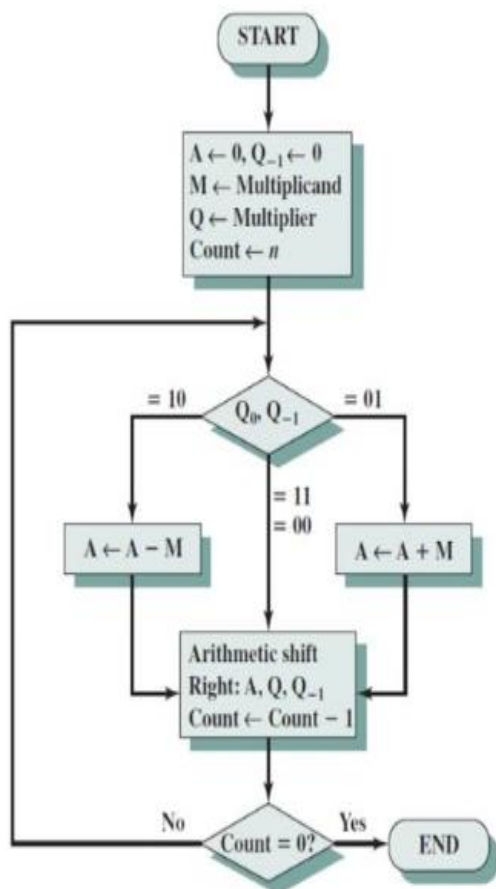 START
A ← 0, Q₋₁ ← 0
M ← Multiplicand
Q ← Multiplier
Count ← n
= 10
Q₀, Q₋₁
= 01
= 11
= 00
A ← A − M
A ← A + M
Arithmetic shift
Right: A, Q, Q₋₁
Count ← Count − 1
No
Count = 0?
Yes
END